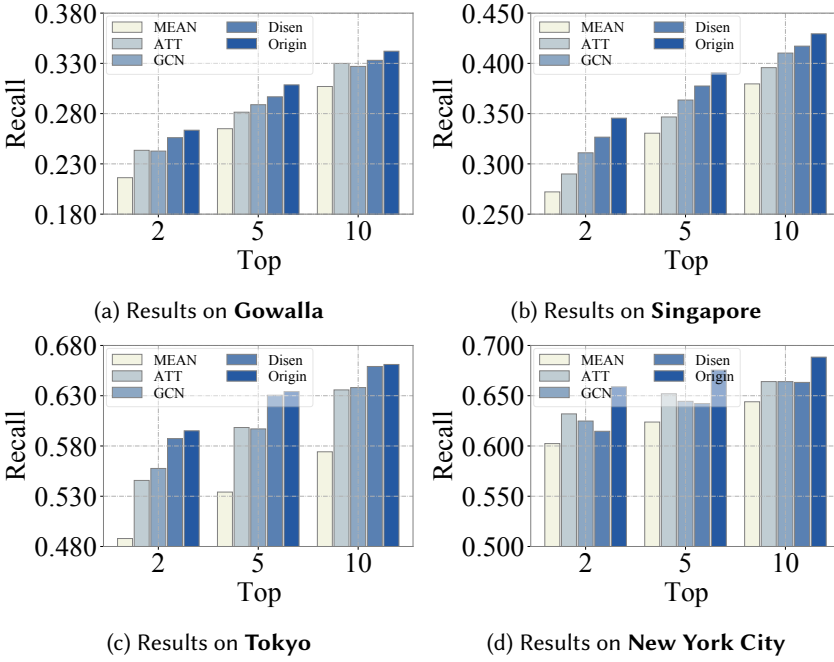 0.380
0.330
0.280
0.230
0.180
Recall
MEAN
ATT
GCN
Disen
Origin
2 5 10
Top
(a) Results on Gowalla
0.450
0.400
0.350
0.300
0.250
Recall
MEAN
ATT
GCN
Disen
Origin
2 5 10
Top
(b) Results on Singapore
0.680
0.630
0.580
0.530
0.480
Recall
MEAN
ATT
GCN
Disen
Origin
2 5 10
Top
(c) Results on Tokyo
0.700
0.650
0.600
0.550
0.500
Recall
MEAN
ATT
GCN
Disen
Origin
2 5 10
Top
(d) Results on New York City